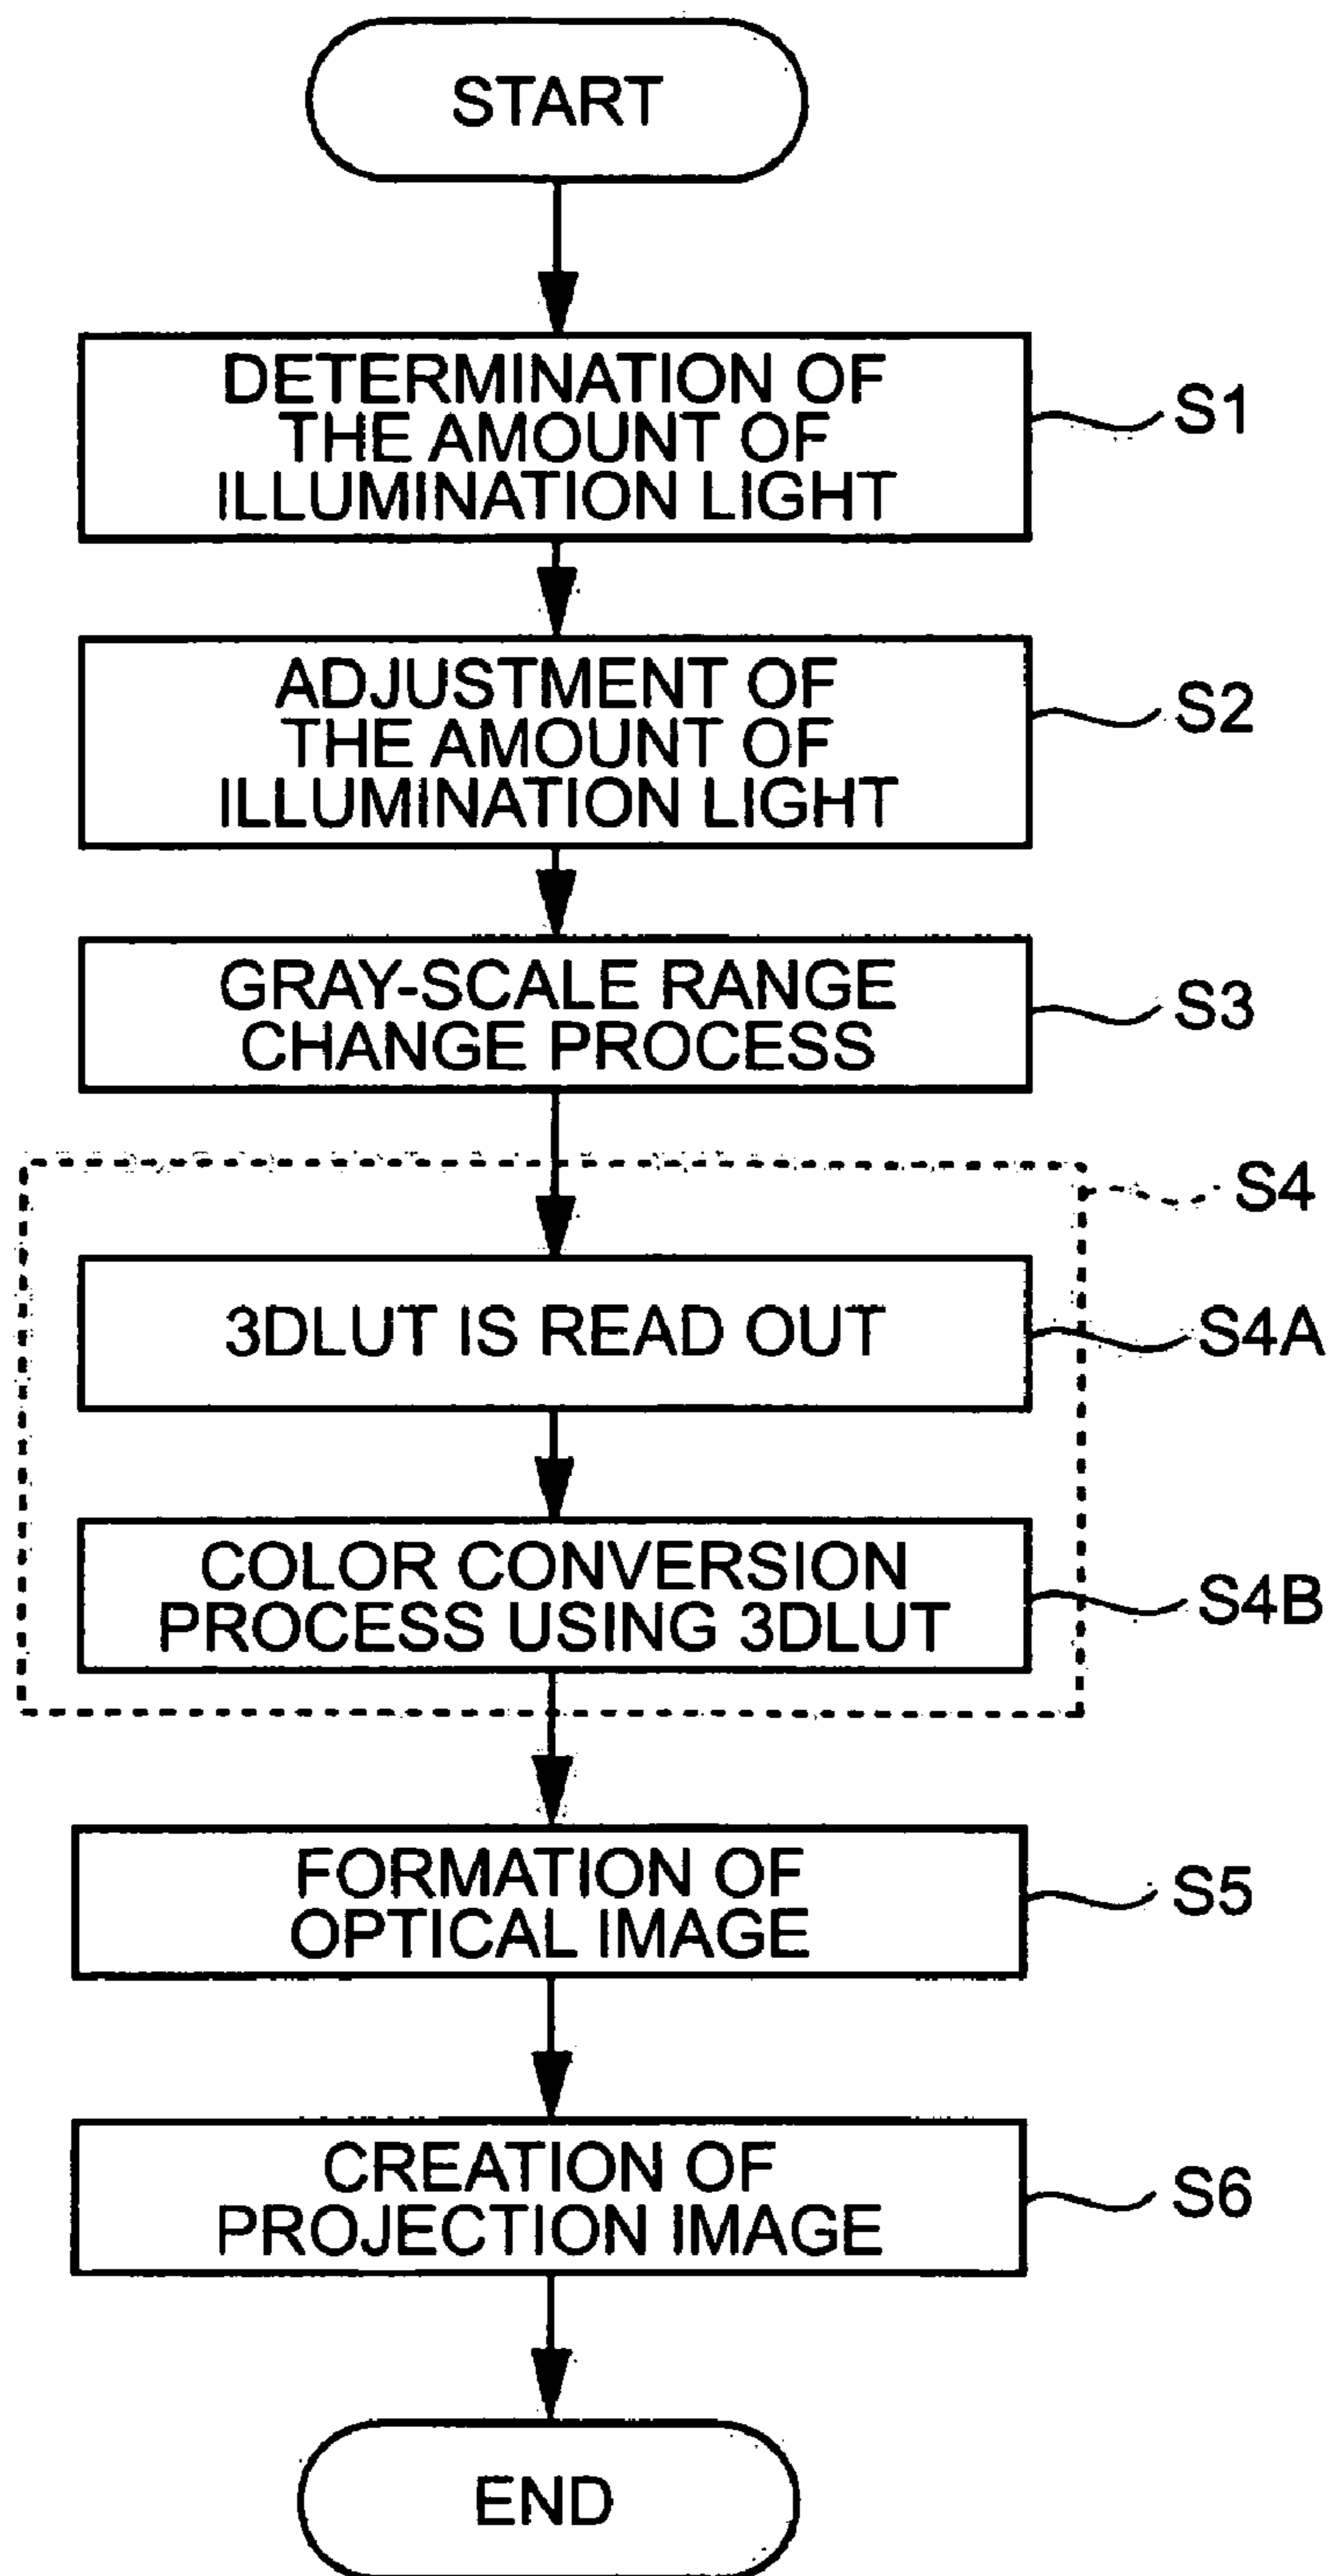 START
DETERMINATION OF
THE AMOUNT OF
ILLUMINATION LIGHT
S1
ADJUSTMENT OF
THE AMOUNT OF
ILLUMINATION LIGHT
S2
GRAY-SCALE RANGE
CHANGE PROCESS
S3
S4
3DLUT IS READ OUT
S4A
COLOR CONVERSION
PROCESS USING 3DLUT
S4B
FORMATION OF
OPTICAL IMAGE
S5
CREATION OF
PROJECTION IMAGE
S6
END